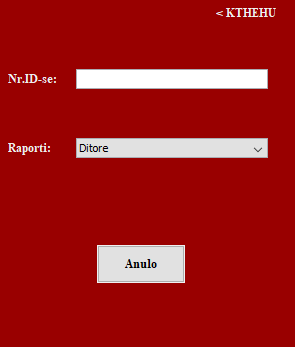 < KTHEHU
Nr.ID-se:
Raporti: Ditore
Anulo